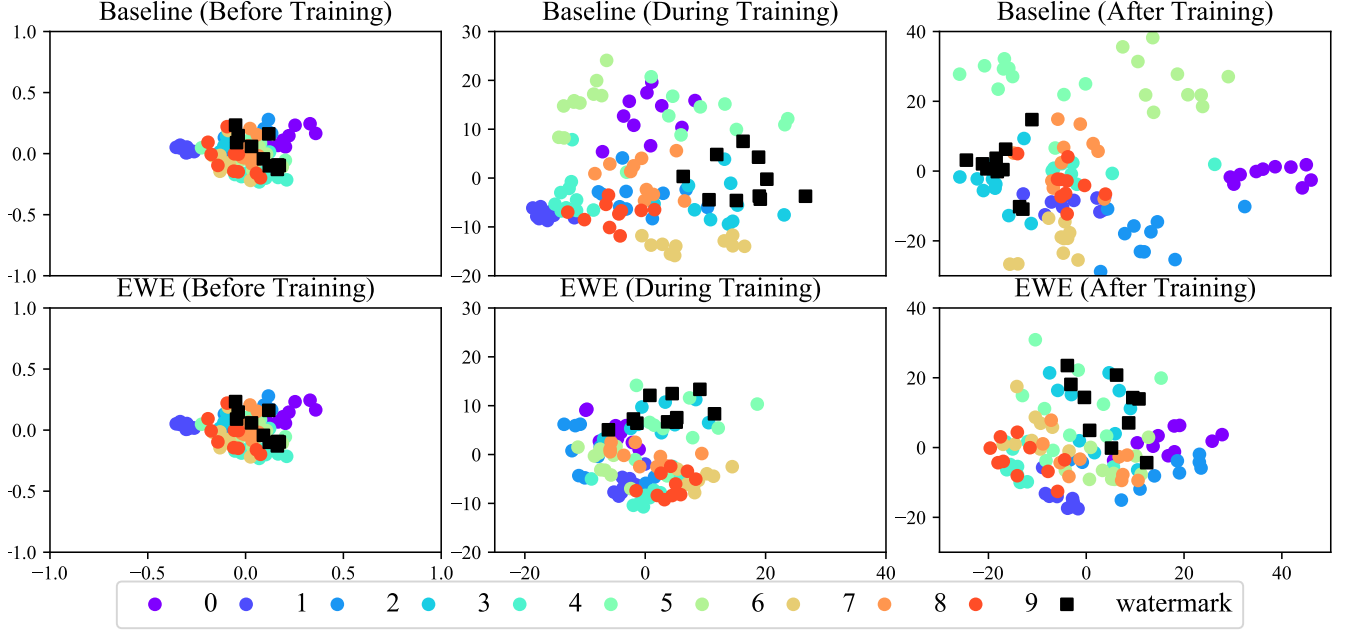 Baseline (Before Training) Baseline (During Training) Baseline (After Training)
1.0 30 40
0.5 20 20
0.0 10 0
-0.5 0 −20
-1.0 −10
−20
EWE (Before Training) EWE (During Training) EWE (After Training)
1.0 30 40
0.5 20 20
0.0 10 0
-0.5 0 −20
-1.0 −10
−20
−1.0 −0.5 0.0 0.5 1.0 −20 0 20 40 −20 0 20 40
0 1 2 3 4 5 6 7 8 9 watermark